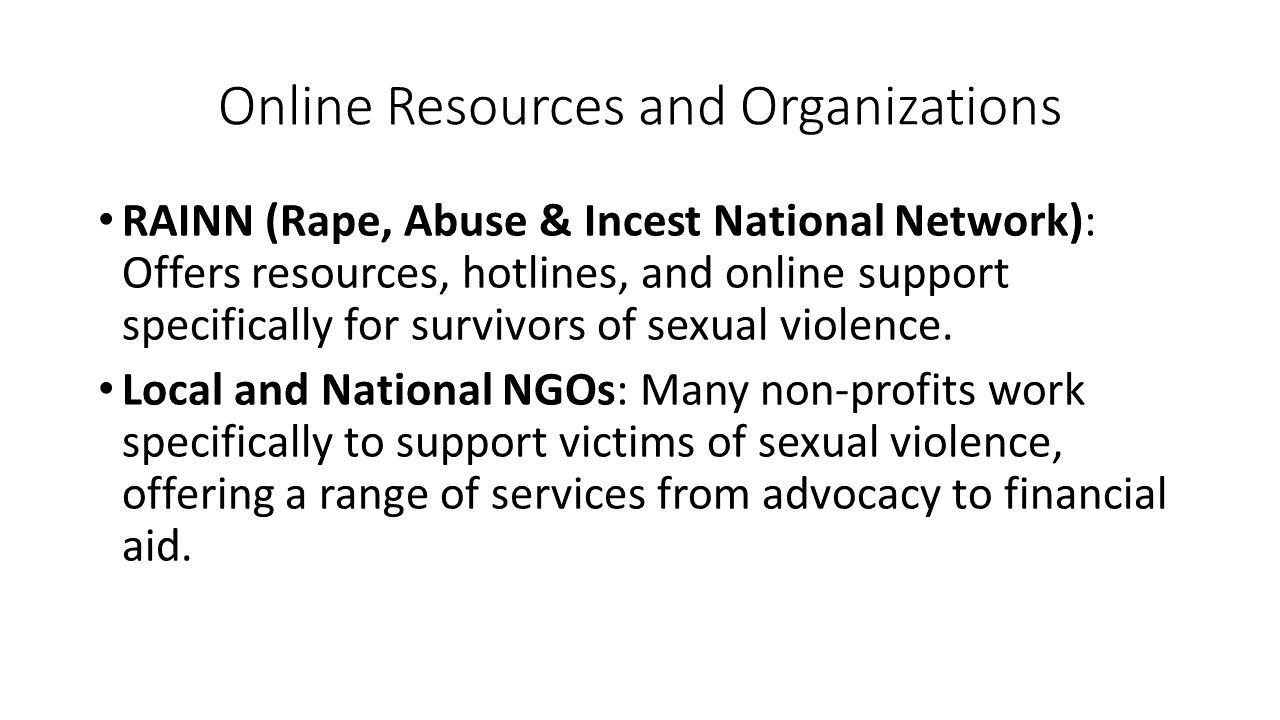 Online Resources and Organizations
• RAINN (Rape, Abuse & Incest National Network):
Offers resources, hotlines, and online support
specifically for survivors of sexual violence.
• Local and National NGOs: Many non-profits work
specifically to support victims of sexual violence,
offering a range of services from advocacy to financial
aid.